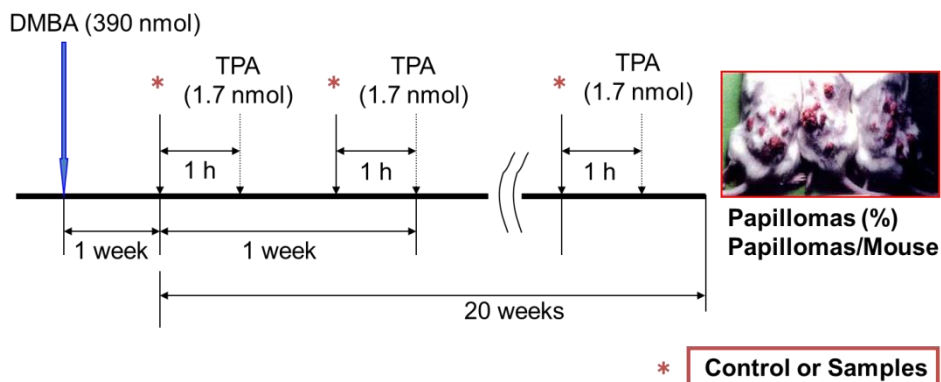 DMBA (390 nmol)
* TPA
(1.7 nmol)
* TPA
(1.7 nmol)
* TPA
(1.7 nmol)
1 h
1 h
1 h
1 week
1 week
20 weeks
Papillomas (%)
Papillomas/Mouse
* Control or Samples